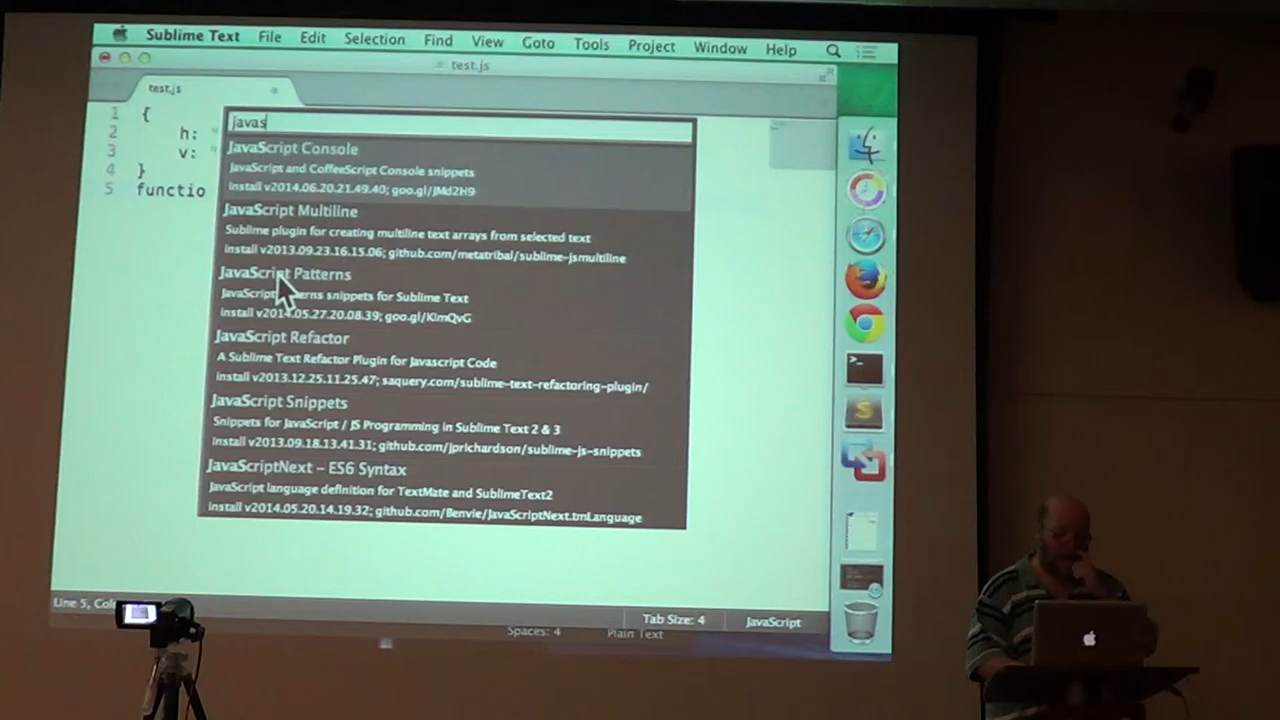 Sublime Text File Edit Selection Find View Goto Tools Project Window Help
test.js
test.js
javas
1 {
2 h: "
3 v: "
4 }
5 functio
JavaScript Console
JavaScript and CoffeeScript Console snippets
install v2014.06.20.21.49.40; goo.gl/JMd2H9
JavaScript Multiline
Sublime plugin for creating multiline text arrays from selected text
install v2013.09.23.16.15.06; github.com/metatribal/sublime-jsmultiline
JavaScript Patterns
JavaScript snippets for Sublime Text
install v2014.05.27.20.08.39; goo.gl/KimQvG
JavaScript Refactor
A Sublime Text Refactor Plugin for Javascript Code
install v2013.12.25.11.25.47; saquery.com/sublime-text-refactoring-plugin/
JavaScript Snippets
Snippets for JavaScript / JS Programming in Sublime Text 2 & 3
install v2013.09.18.13.41.31; github.com/jprichardson/sublime-js-snippets
JavaScriptNext - ES6 Syntax
JavaScript language definition for TextMate and SublimeText2
install v2014.05.20.14.19.32; github.com/Benvie/JavaScriptNext.tmLanguage
Line 5, Col Tab Size: 4 JavaScript
Spaces: 4 Plain Text